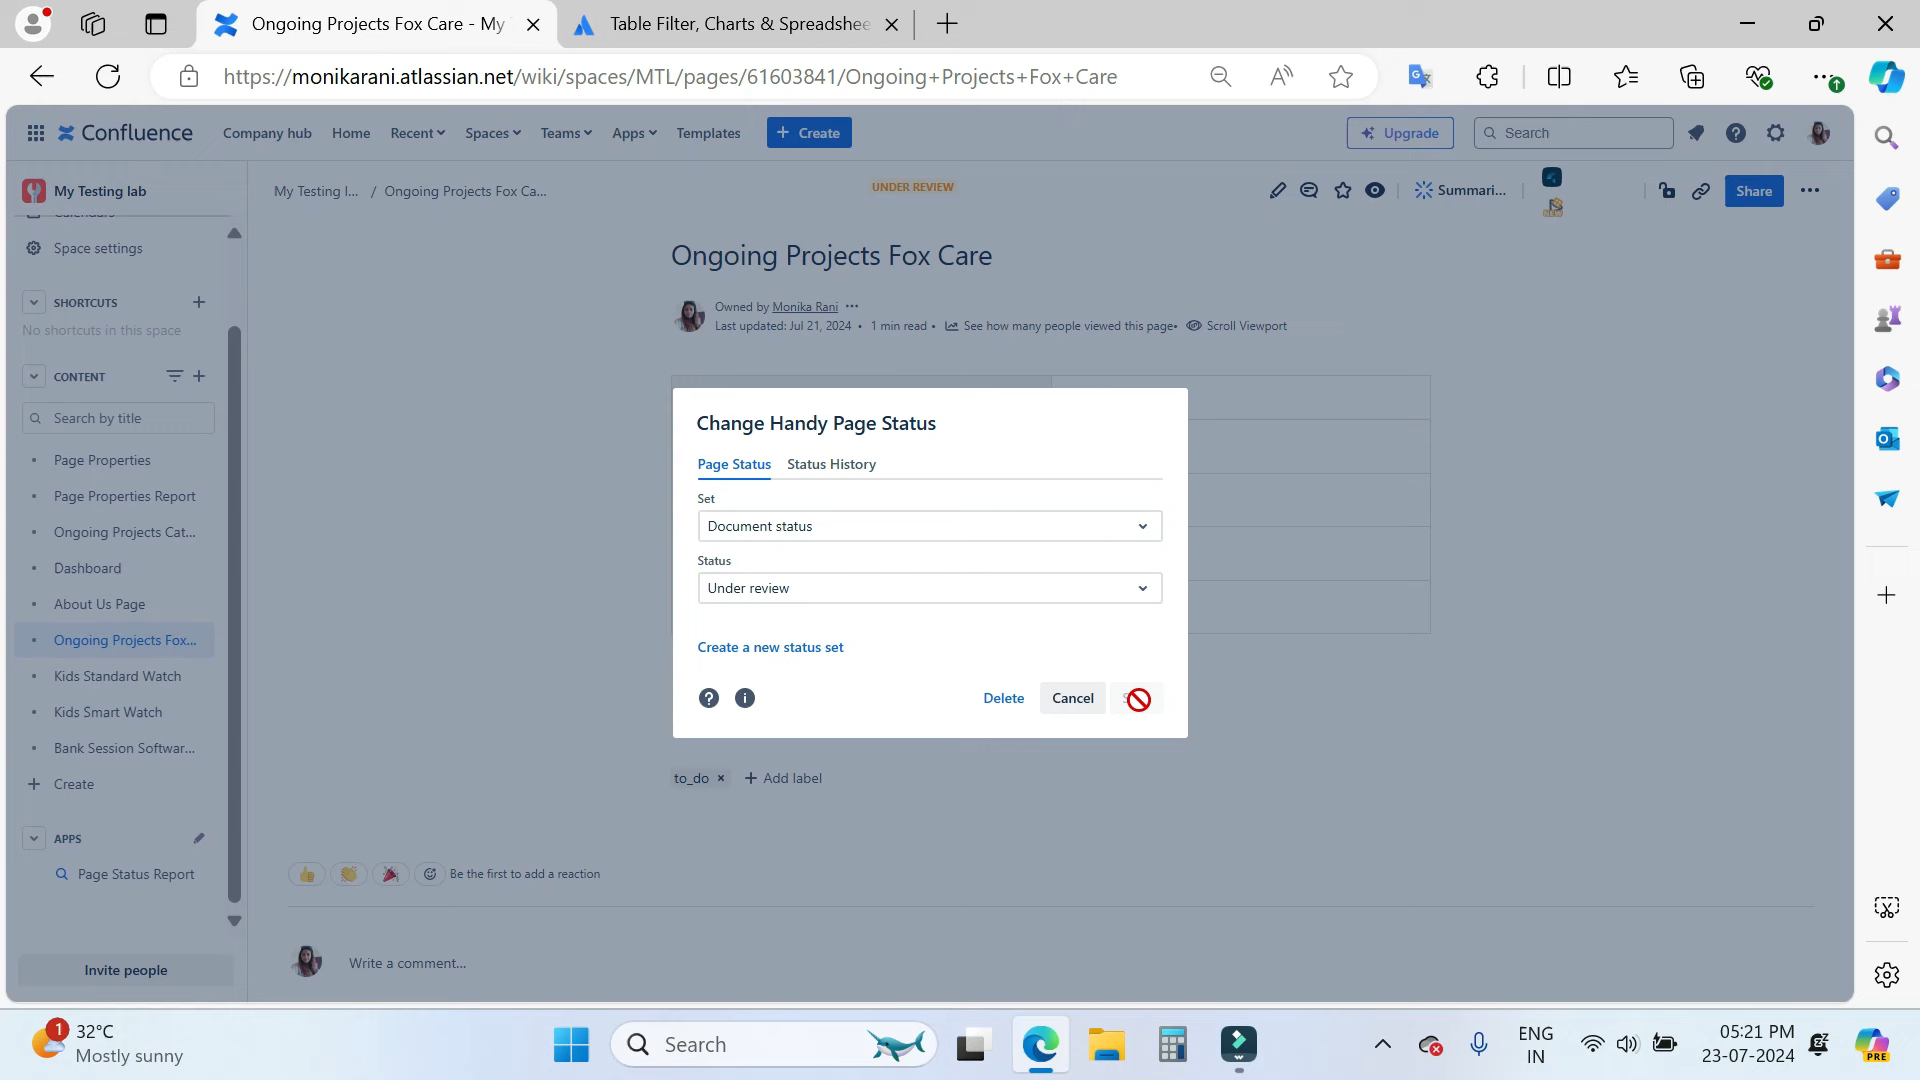 Ongoing Projects Fox Care - My
Table Filter, Charts & Spreadshee
https://monikarani.atlassian.net/wiki/spaces/MTL/pages/61603841/Ongoing+Projects+Fox+Care
Confluence
Company hub
Home
Recent
Spaces
Teams
Apps
Templates
+ Create
Upgrade
Search
My Testing lab
My Testing l... / Ongoing Projects Fox Ca...
UNDER REVIEW
Summari...
NEW
Share
Calendars
Space settings
SHORTCUTS
No shortcuts in this space
CONTENT
Search by title
Page Properties
Page Properties Report
Ongoing Projects Cat...
Dashboard
About Us Page
Ongoing Projects Fox...
Kids Standard Watch
Kids Smart Watch
Bank Session Softwar...
+ Create
APPS
Page Status Report
Invite people
Ongoing Projects Fox Care
Owned by Monika Rani •••
Last updated: Jul 21, 2024 • 1 min read • See how many people viewed this page• Scroll Viewport
Change Handy Page Status
Page Status
Status History
Set
Document status
Status
Under review
Create a new status set
Delete
Cancel
to_do ×
+ Add label
Be the first to add a reaction
Write a comment...
1
32°C
Mostly sunny
Search
ENG
IN
05:21 PM
23-07-2024
PRE